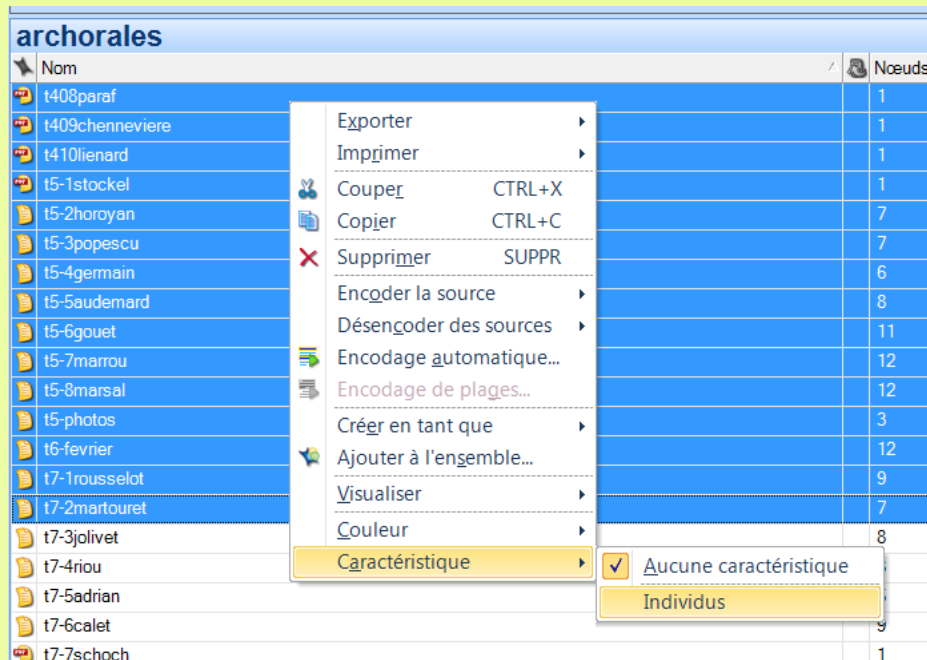 archorales
Nom Nœuds
t408paraf 1
t409chenneviere 1
t410lienard 1
t5-1stockel 1
t5-2horoyan 7
t5-3popescu 7
t5-4germain 6
t5-5audemard 8
t5-6gouet 11
t5-7marrou 12
t5-8marsal 12
t5-photos 3
t6-fevrier 12
t7-1rousselot 9
t7-2martouret 7
t7-3jolivet 8
t7-4riou
t7-5adrian
t7-6calet 9
t7-7schoch 1
Exporter
Imprimer
Couper CTRL+X
Copier CTRL+C
Supprimer SUPPR
Encoder la source
Désencoder des sources
Encodage automatique...
Encodage de plages...
Créer en tant que
Ajouter à l'ensemble...
Visualiser
Couleur
Caractéristique
Aucune caractéristique
Individus